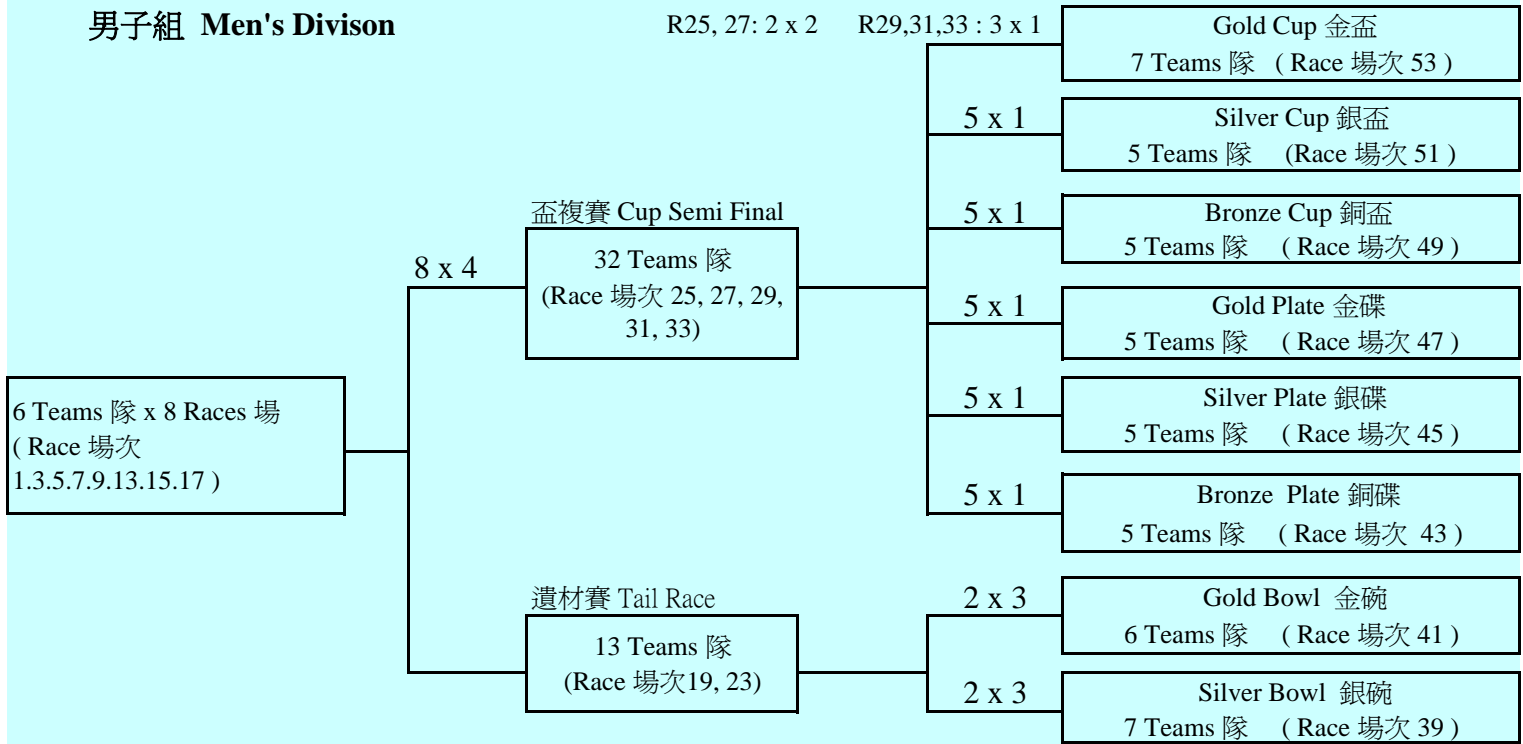 男子組 Men's Divison
R25, 27: 2 x 2 R29,31,33 : 3 x 1
Gold Cup 金盃
7 Teams 隊 ( Race 場次 53 )
5 x 1
Silver Cup 銀盃
5 Teams 隊 (Race 場次 51 )
5 x 1
Bronze Cup 銅盃
5 Teams 隊 ( Race 場次 49 )
盃複賽 Cup Semi Final
8 x 4
32 Teams 隊
(Race 場次 25, 27, 29,
31, 33)
5 x 1
Gold Plate 金碟
5 Teams 隊 ( Race 場次 47 )
6 Teams 隊 x 8 Races 場
( Race 場次
1.3.5.7.9.13.15.17 )
5 x 1
Silver Plate 銀碟
5 Teams 隊 ( Race 場次 45 )
5 x 1
Bronze Plate 銅碟
5 Teams 隊 ( Race 場次 43 )
遺材賽 Tail Race
13 Teams 隊
(Race 場次19, 23)
2 x 3
Gold Bowl 金碗
6 Teams 隊 ( Race 場次 41 )
2 x 3
Silver Bowl 銀碗
7 Teams 隊 ( Race 場次 39 )